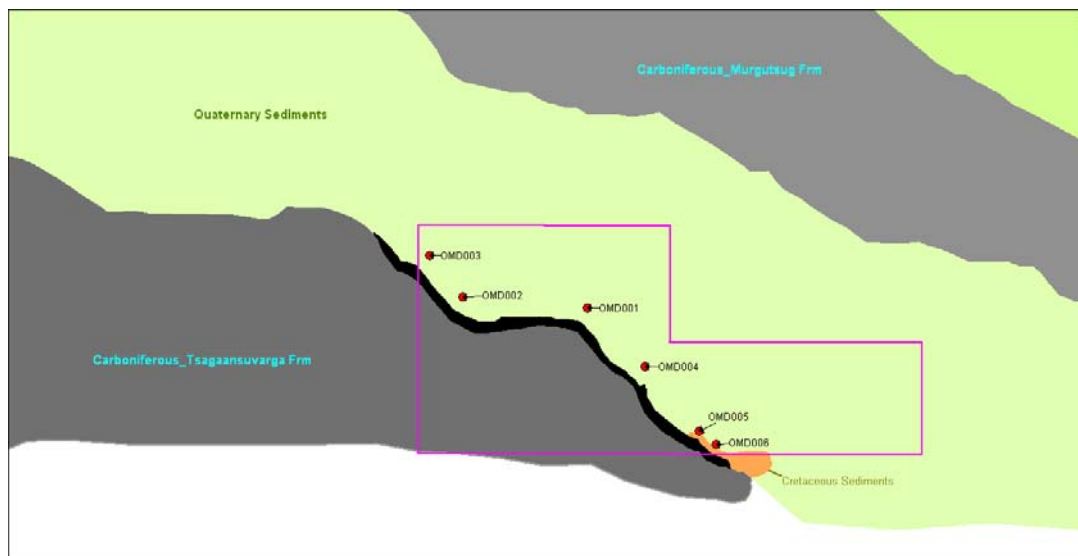 Carboniferous_Murgutsug Frm
Quaternary Sediments
OMD003
OMD002
OMD001
Carboniferous_Tsagaansuvarga Frm
OMD004
OMD005
OMD006
Cretaceous Sediments